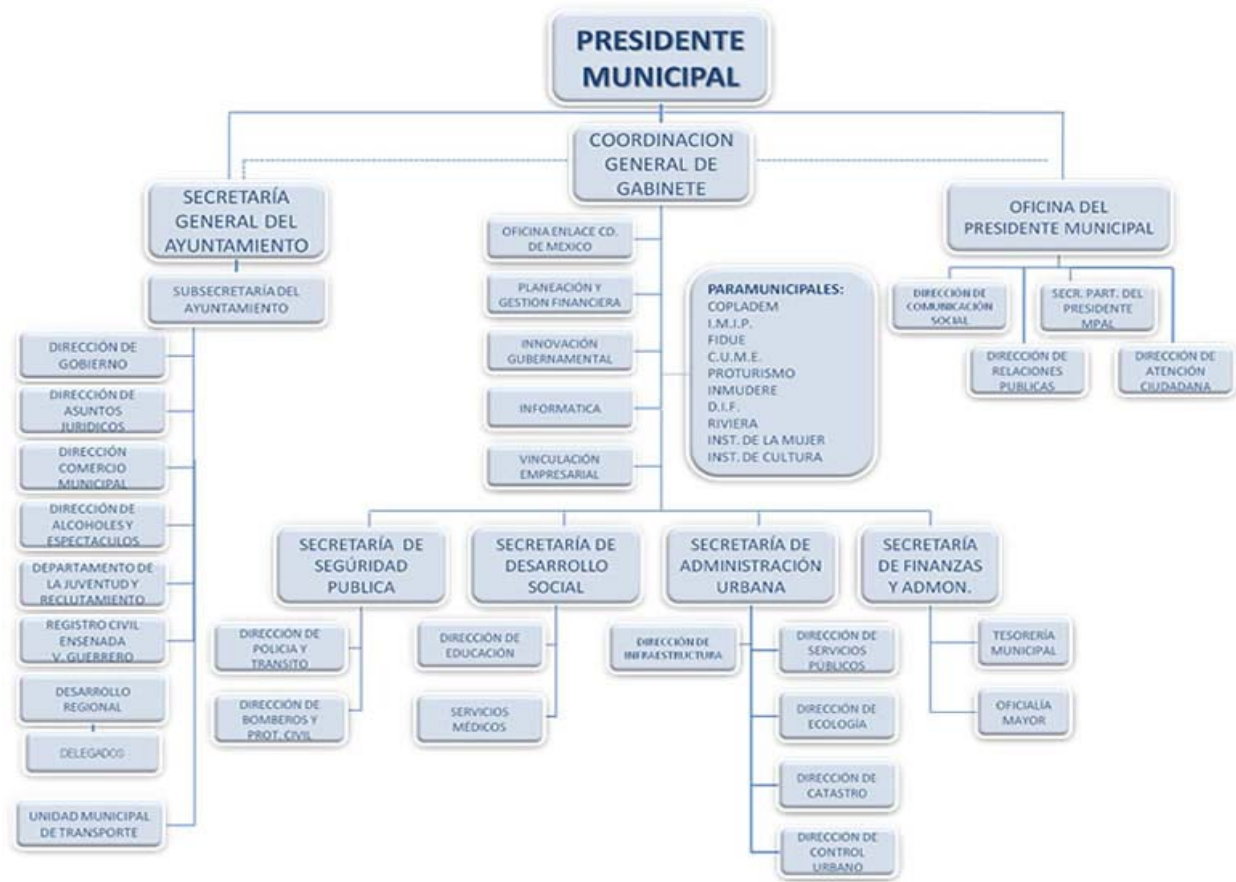 PRESIDENTE
MUNICIPAL
COORDINACION
GENERAL DE
GABINETE
SECRETARÍA
GENERAL DEL
AYUNTAMIENTO
OFICINA DEL
PRESIDENTE MUNICIPAL
SUBSECRETARÍA DEL
AYUNTAMIENTO
DIRECCIÓN DE
GOBIERNO
DIRECCIÓN DE
ASUNTOS
JURIDICOS
DIRECCIÓN
COMERCIO
MUNICIPAL
DIRECCIÓN DE
ALCOHOLES Y
ESPECTACULOS
DEPARTAMENTO DE
LA JUVENTUD Y
RECLUTAMIENTO
REGISTRO CIVIL
ENSENADA
V. GUERRERO
DESARROLLO
REGIONAL
DELEGADOS
UNIDAD MUNICIPAL
DE TRANSPORTE
OFICINA ENLACE CD.
DE MEXICO
PLANEACIÓN Y
GESTION FINANCIERA
INNOVACIÓN
GUBERNAMENTAL
INFORMATICA
VINCULACIÓN
EMPRESARIAL
PARAMUNICIPALES:
COPLADEM
I.M.I.P.
FIDUE
C.U.M.E.
PROTURISMO
INMUDERE
D.I.F.
RIVIERA
INST. DE LA MUJER
INST. DE CULTURA
DIRECCIÓN DE
COMUNICACIÓN
SOCIAL
SECR. PART. DEL
PRESIDENTE
MPAL
DIRECCIÓN DE
RELACIONES
PUBLICAS
DIRECCIÓN DE
ATENCIÓN
CIUDADANA
SECRETARÍA DE
SEGÚRIDAD
PUBLICA
DIRECCIÓN DE
POLICIA Y
TRANSITO
DIRECCIÓN DE
BOMBEROS Y
PROT. CIVIL
SECRETARÍA DE
DESARROLLO
SOCIAL
DIRECCIÓN DE
EDUCACIÓN
SERVICIOS
MÉDICOS
SECRETARÍA DE
ADMINISTRACIÓN
URBANA
DIRECCIÓN DE
INFRAESTRUCTURA
DIRECCIÓN DE
SERVICIOS
PÚBLICOS
DIRECCIÓN DE
ECOLOGÍA
DIRECCIÓN DE
CATASTRO
DIRECCIÓN DE
CONTROL
URBANO
SECRETARÍA
DE FINANZAS
Y ADMON.
TESORERÍA
MUNICIPAL
OFICIALÍA
MAYOR